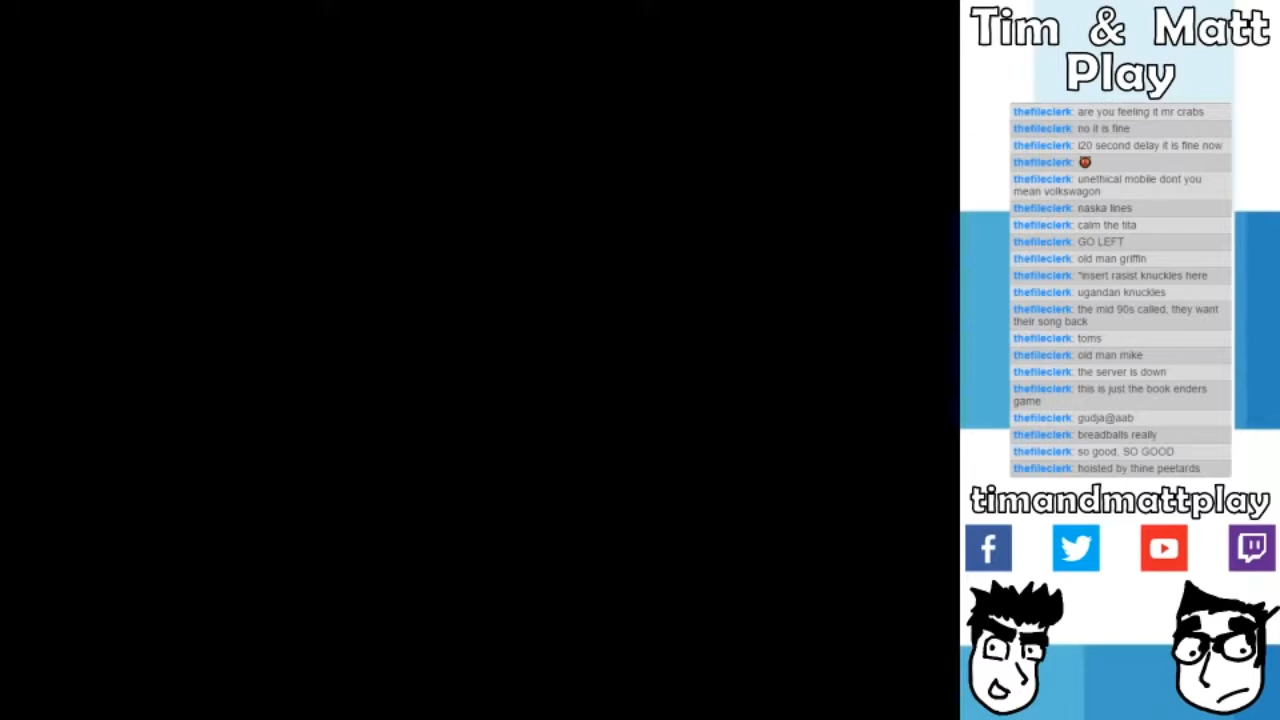 Tim & Matt
Play
thefileclerk: are you feeling it mr crabs
thefileclerk: no it is fine
thefileclerk: i20 second delay it is fine now
thefileclerk:
thefileclerk: unethical mobile dont you
mean volkswagon
thefileclerk: naska lines
thefileclerk: calm the tita
thefileclerk: GO LEFT
thefileclerk: old man griffin
thefileclerk: "insert rasist knuckles here
thefileclerk: ugandan knuckles
thefileclerk: the mid 90s called, they want
their song back
thefileclerk: toms
thefileclerk: old man mike
thefileclerk: the server is down
thefileclerk: this is just the book enders
game
thefileclerk: gudja@aab
thefileclerk: breadballs really
thefileclerk: so good, SO GOOD
thefileclerk: hoisted by thine peetards
timandmattplay